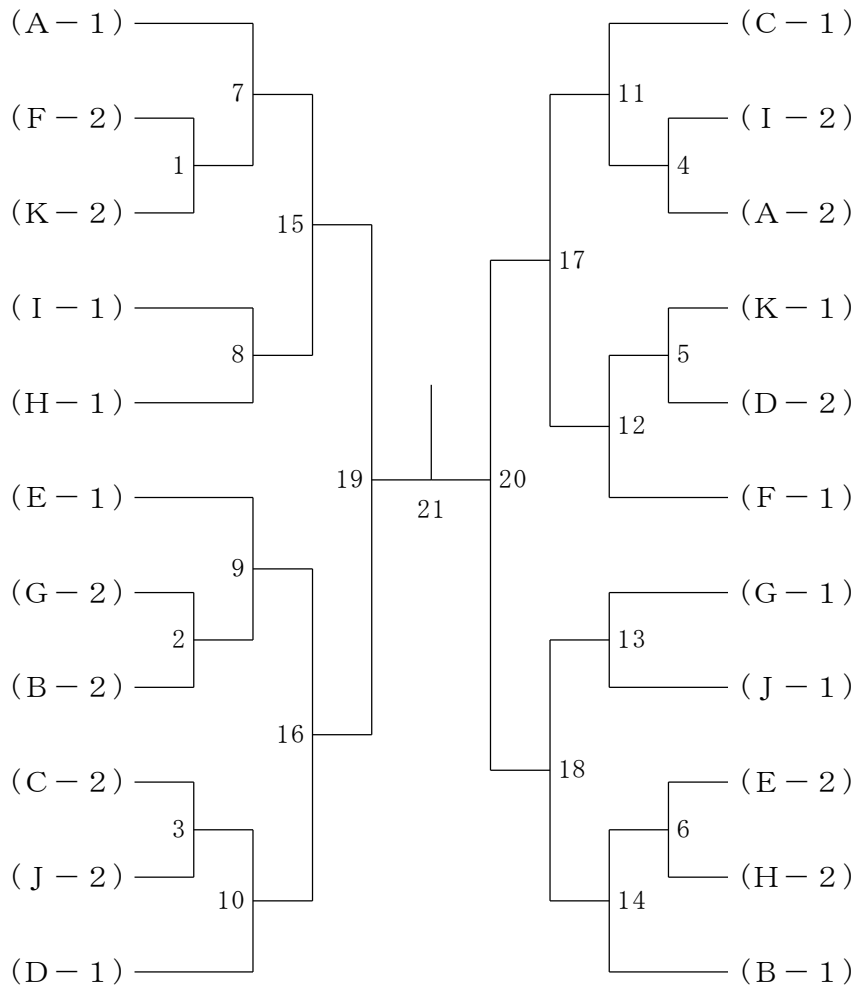 (A－1)
(F－2)
(K－2)
(I－1)
(H－1)
(E－1)
(G－2)
(B－2)
(C－2)
(J－2)
(D－1)
7
1
15
8
19
9
2
16
3
10
21
20
11
4
17
5
12
13
18
6
14
(C－1)
(I－2)
(A－2)
(K－1)
(D－2)
(F－1)
(G－1)
(J－1)
(E－2)
(H－2)
(B－1)